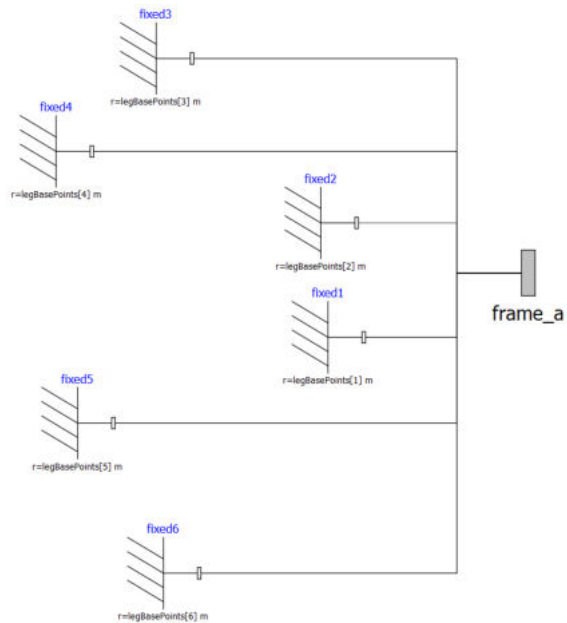 fixed3
r=legBasePoints[3] m
fixed4
r=legBasePoints[4] m
fixed2
r=legBasePoints[2] m
frame_a
fixed1
r=legBasePoints[1] m
fixed5
r=legBasePoints[5] m
fixed6
r=legBasePoints[6] m